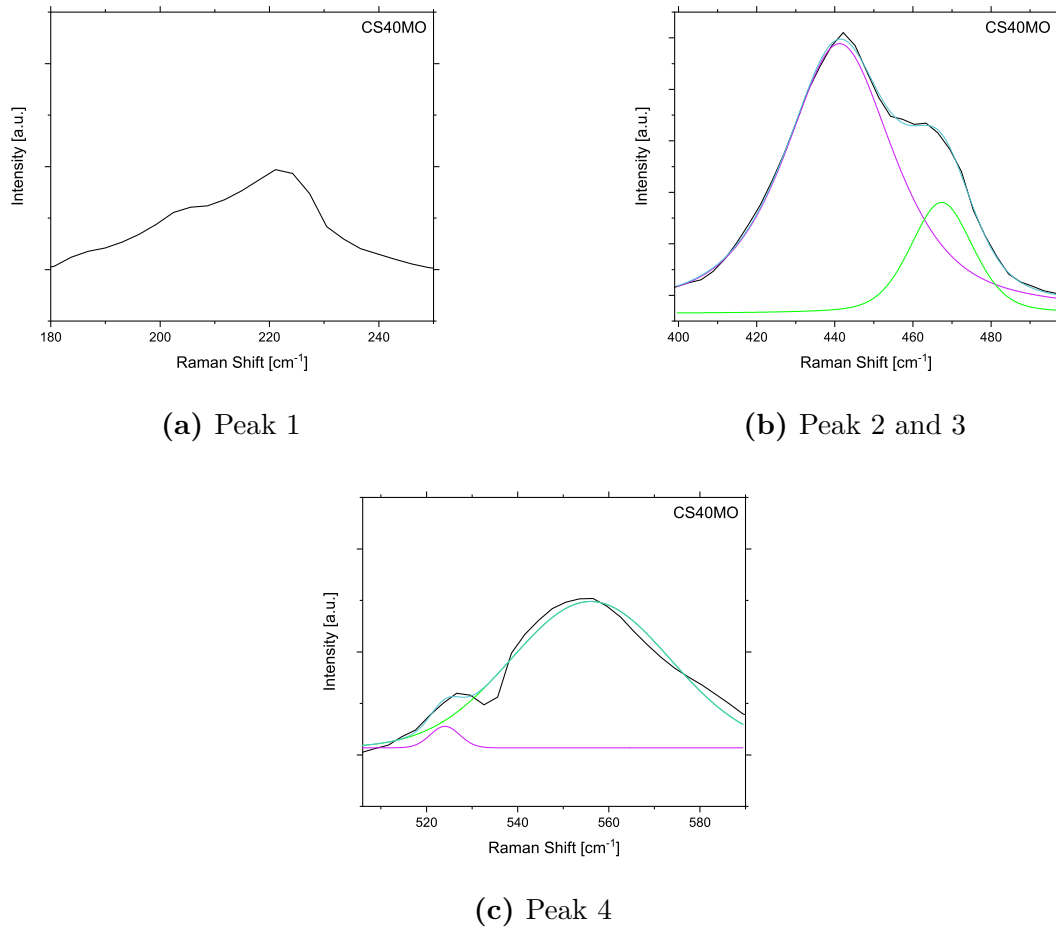 CS40MO
Intensity [a.u.]
180 200 220 240
Raman Shift [cm⁻¹]
(a) Peak 1
CS40MO
Intensity [a.u.]
400 420 440 460 480
Raman Shift [cm⁻¹]
(b) Peak 2 and 3
CS40MO
Intensity [a.u.]
520 540 560 580
Raman Shift [cm⁻¹]
(c) Peak 4